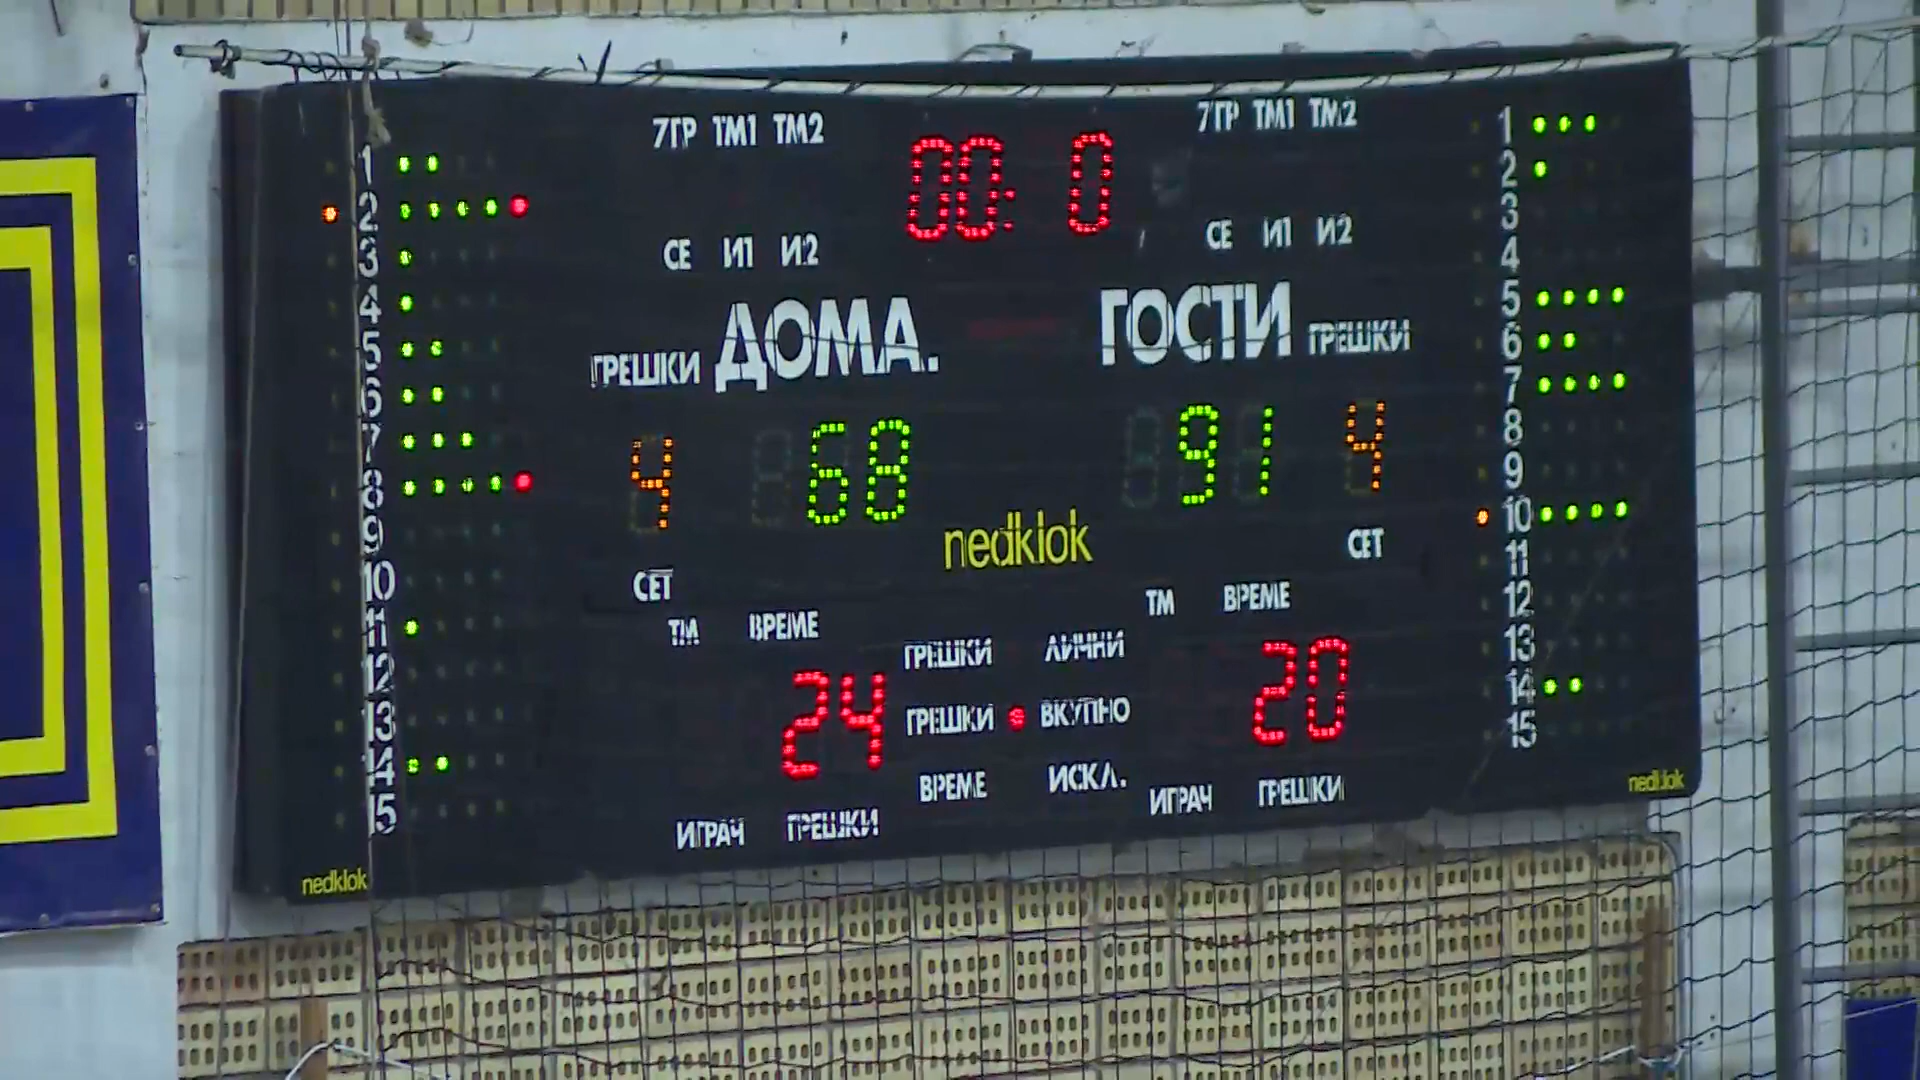 7ГР ТМ1 ТМ2
00: 0
7ГР ТМ1 ТМ2
СЕ И1 И2
СЕ И1 И2
ГРЕШКИ ДОМА.
ГОСТИ ГРЕШКИ
4 68
91 4
nedklok
СЕТ
СЕТ
ТМ ВРЕМЕ
ТМ ВРЕМЕ
ГРЕШКИ ЛИЧНИ
24
20
ГРЕШКИ ВКУПНО
ВРЕМЕ ИСКЛ.
ИГРАЧ ГРЕШКИ
ИГРАЧ ГРЕШКИ
1
2
3
4
5
6
7
8
9
10
11
12
13
14
15
nedklok
1
2
3
4
5
6
7
8
9
10
11
12
13
14
15
nedklok